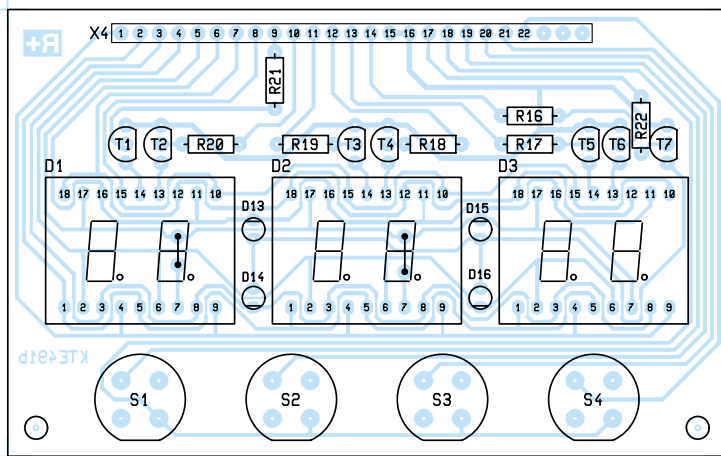 X4 1 2 3 4 5 6 7 8 9 10 11 12 13 14 15 16 17 18 19 20 21 22
R+
R21
R16
R22
T1 T2 R20 R19 T3 T4 R18 R17 T5 T6 T7
D1 D2 D3
18 17 16 15 14 13 12 11 10 18 17 16 15 14 13 12 11 10 18 17 16 15 14 13 12 11 10
D13 D15
D14 D16
1 2 3 4 5 6 7 8 9 1 2 3 4 5 6 7 8 9 1 2 3 4 5 6 7 8 9
KTE491b
S1 S2 S3 S4